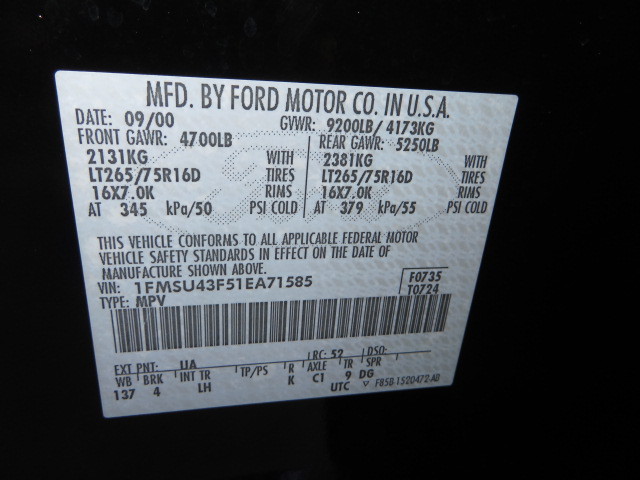 MFD. BY FORD MOTOR CO. IN U.S.A.
DATE: 09/00 GVWR: 9200LB/ 4173KG
FRONT GAWR: 4700LB REAR GAWR: 5250LB
2131KG WITH 2381KG WITH
LT265/75R16D TIRES LT265/75R16D TIRES
16X7.0K RIMS 16X7.0K RIMS
AT 345 kPa/50 PSI COLD AT 379 kPa/55 PSI COLD
THIS VEHICLE CONFORMS TO ALL APPLICABLE FEDERAL MOTOR
VEHICLE SAFETY STANDARDS IN EFFECT ON THE DATE OF
MANUFACTURE SHOWN ABOVE.
VIN: 1FMSU43F51EA71585 F0735
TYPE: MPV T0724
EXT PNT: UA RC: 52 DSO:
WB BRK INT TR TP/PS R AXLE TR SPR
137 4 LH K C1 9 DG
UTC F85B 1520472 AB